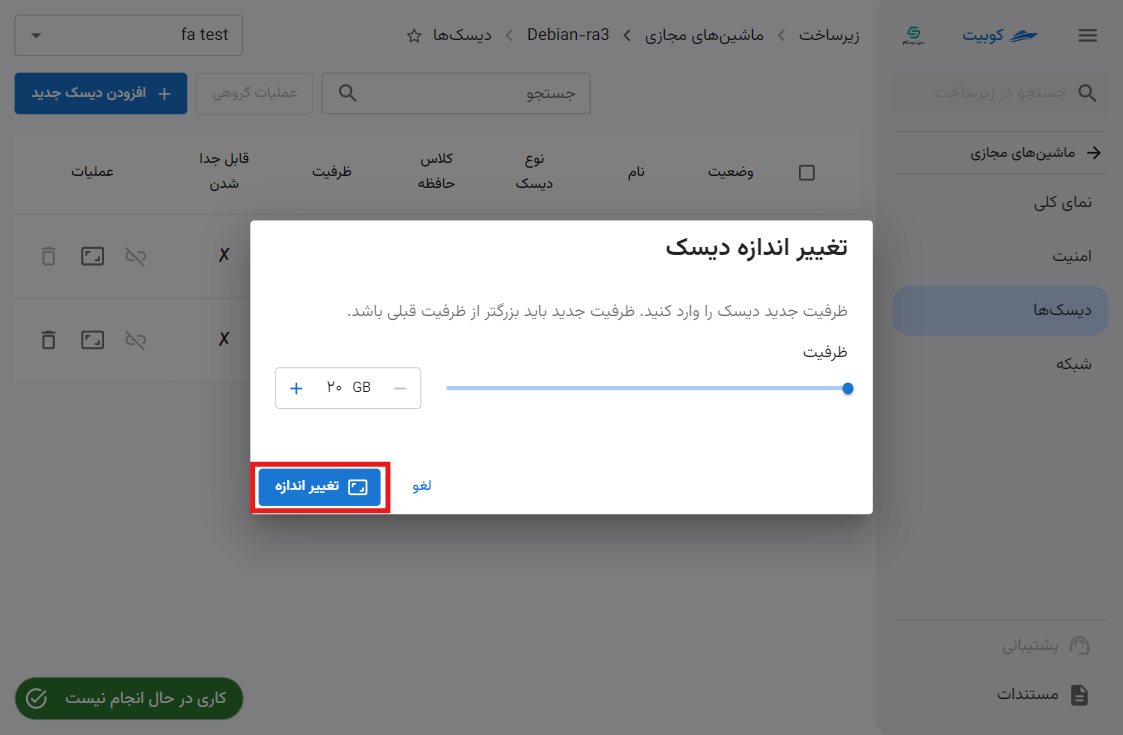 کوبیت
زیرساخت
ماشین‌های مجازی
Debian-ra3
دیسک‌ها
fa test
جستجو در زیرساخت
ماشین‌های مجازی
نمای کلی
امنیت
دیسک‌ها
شبکه
پشتیبانی
مستندات
جستجو
عملیات گروهی
افزودن دیسک جدید
وضعیت
نام
نوع
دیسک
کلاس
حافظه
ظرفیت
قابل جدا
شدن
عملیات
✗
✗
تغییر اندازه دیسک
ظرفیت جدید دیسک را وارد کنید. ظرفیت جدید باید بزرگتر از ظرفیت قبلی باشد.
ظرفیت
۲۰ GB
لغو
تغییر اندازه
کاری در حال انجام نیست